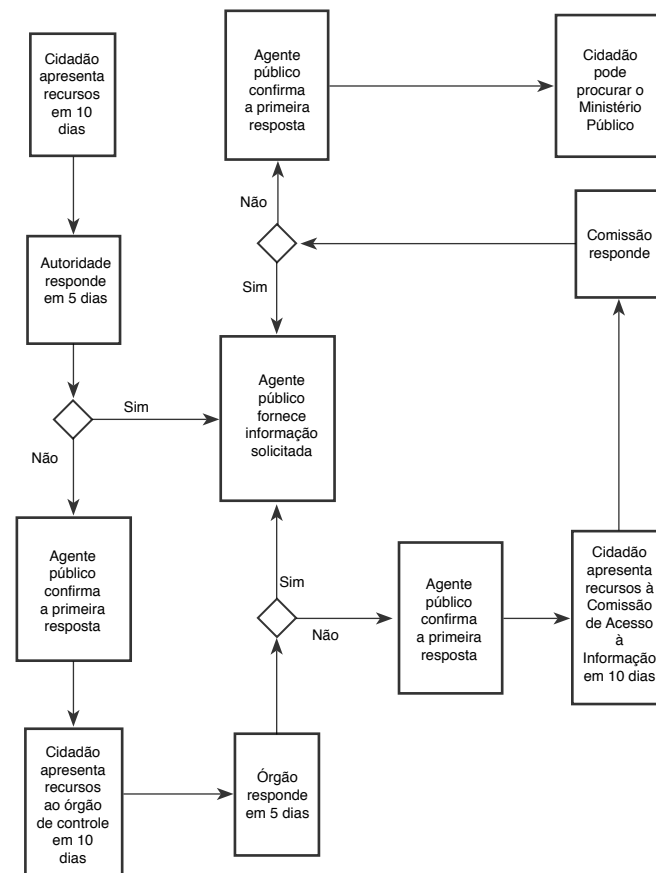 Cidadão
apresenta
recursos
em 10
dias
Agente
público
confirma
a primeira
resposta
Cidadão
pode
procurar o
Ministério
Público
Não
Comissão
responde
Autoridade
responde
em 5 dias
Sim
Agente
público
fornece
informação
solicitada
Sim
Não
Agente
público
confirma
a primeira
resposta
Sim
Não
Agente
público
confirma
a primeira
resposta
Cidadão
apresenta
recursos à
Comissão
de Acesso
à
Informação
em 10 dias
Cidadão
apresenta
recursos
ao órgão
de controle
em 10
dias
Órgão
responde
em 5 dias